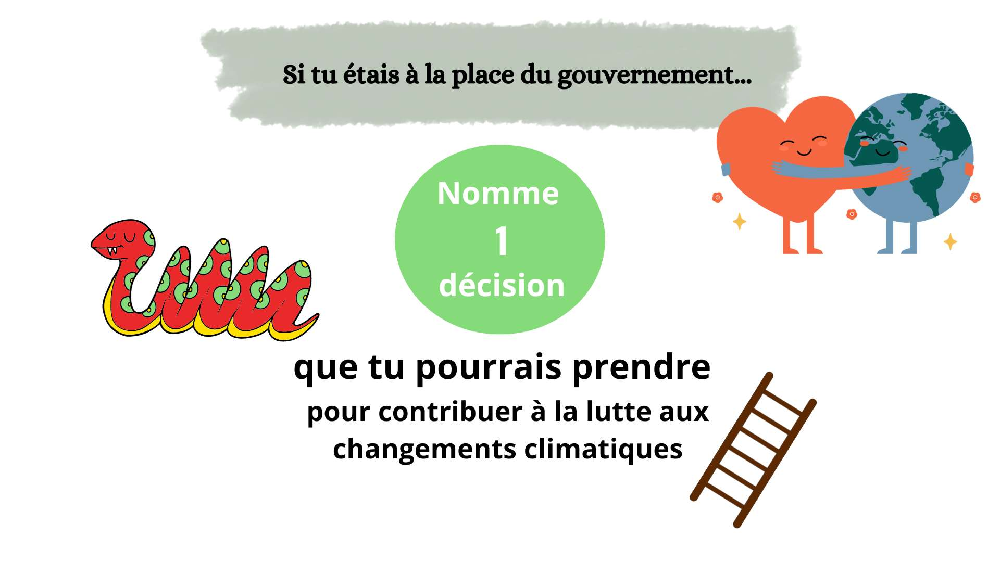 Si tu étais à la place du gouvernement...
Nomme
1
décision
que tu pourrais prendre
pour contribuer à la lutte aux
changements climatiques